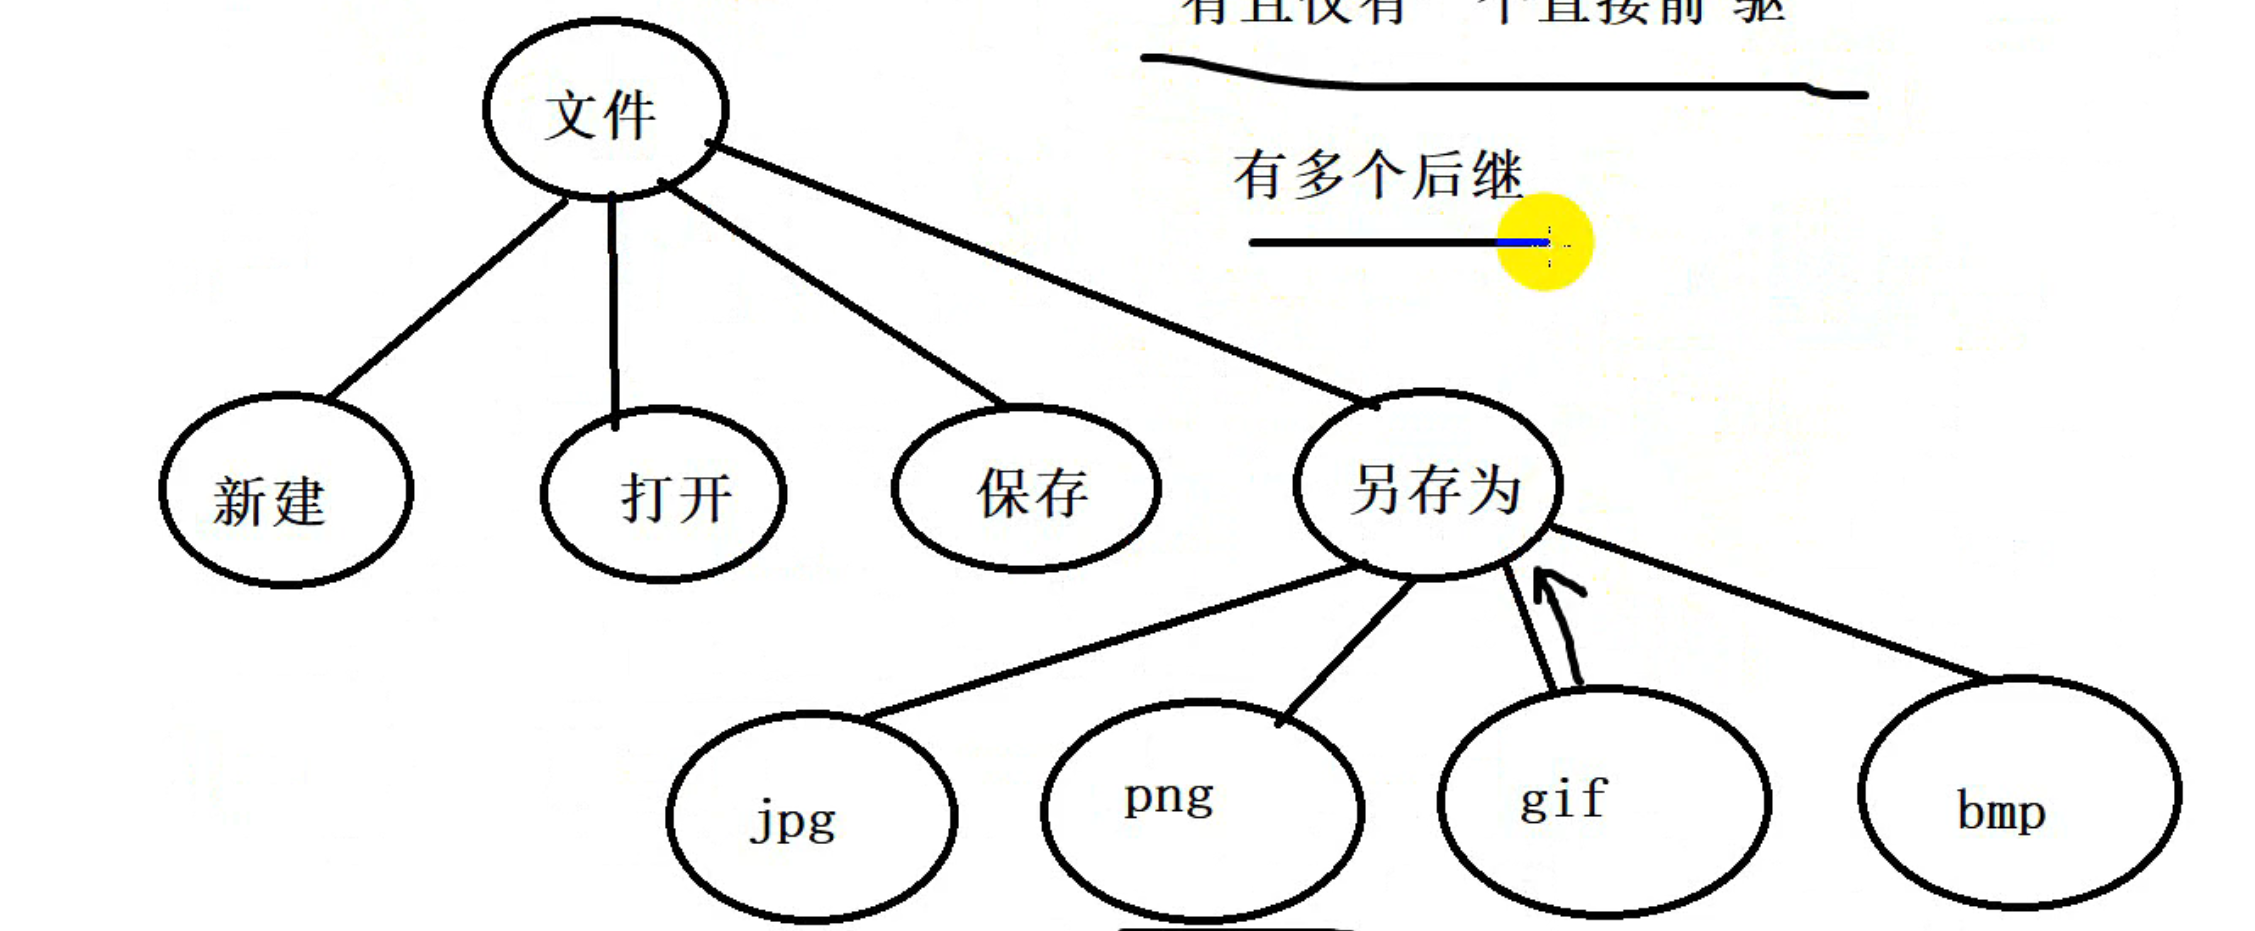 有且仅有一个直接前 驱
文件
有多个后继
新建
打开
保存
另存为
jpg
png
gif
bmp